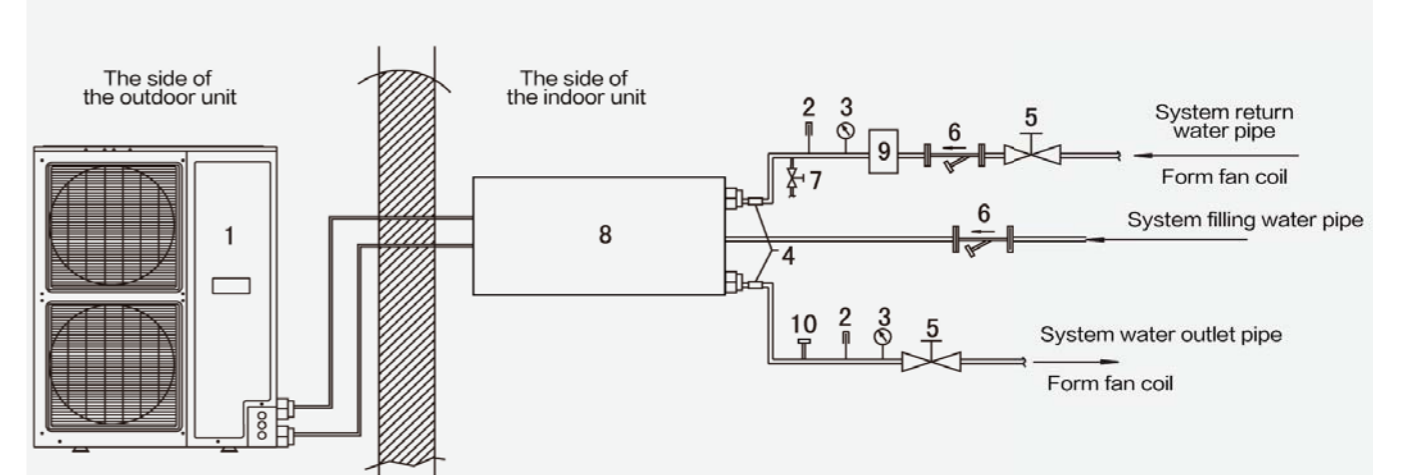 The side of
the outdoor unit
The side of
the indoor unit
2
3
9
6
5
System return
water pipe
Form fan coil
7
1
8
4
6
System filling water pipe
10
2
3
5
System water outlet pipe
Form fan coil